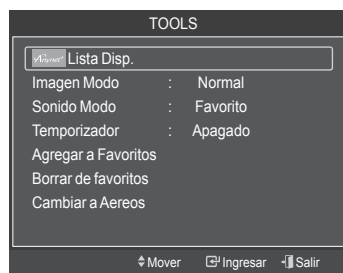 TOOLS
Anynet+ Lista Disp.
Imagen Modo : Normal
Sonido Modo : Favorito
Temporizador : Apagado
Agregar a Favoritos
Borrar de favoritos
Cambiar a Aereos
Mover Ingresar Salir